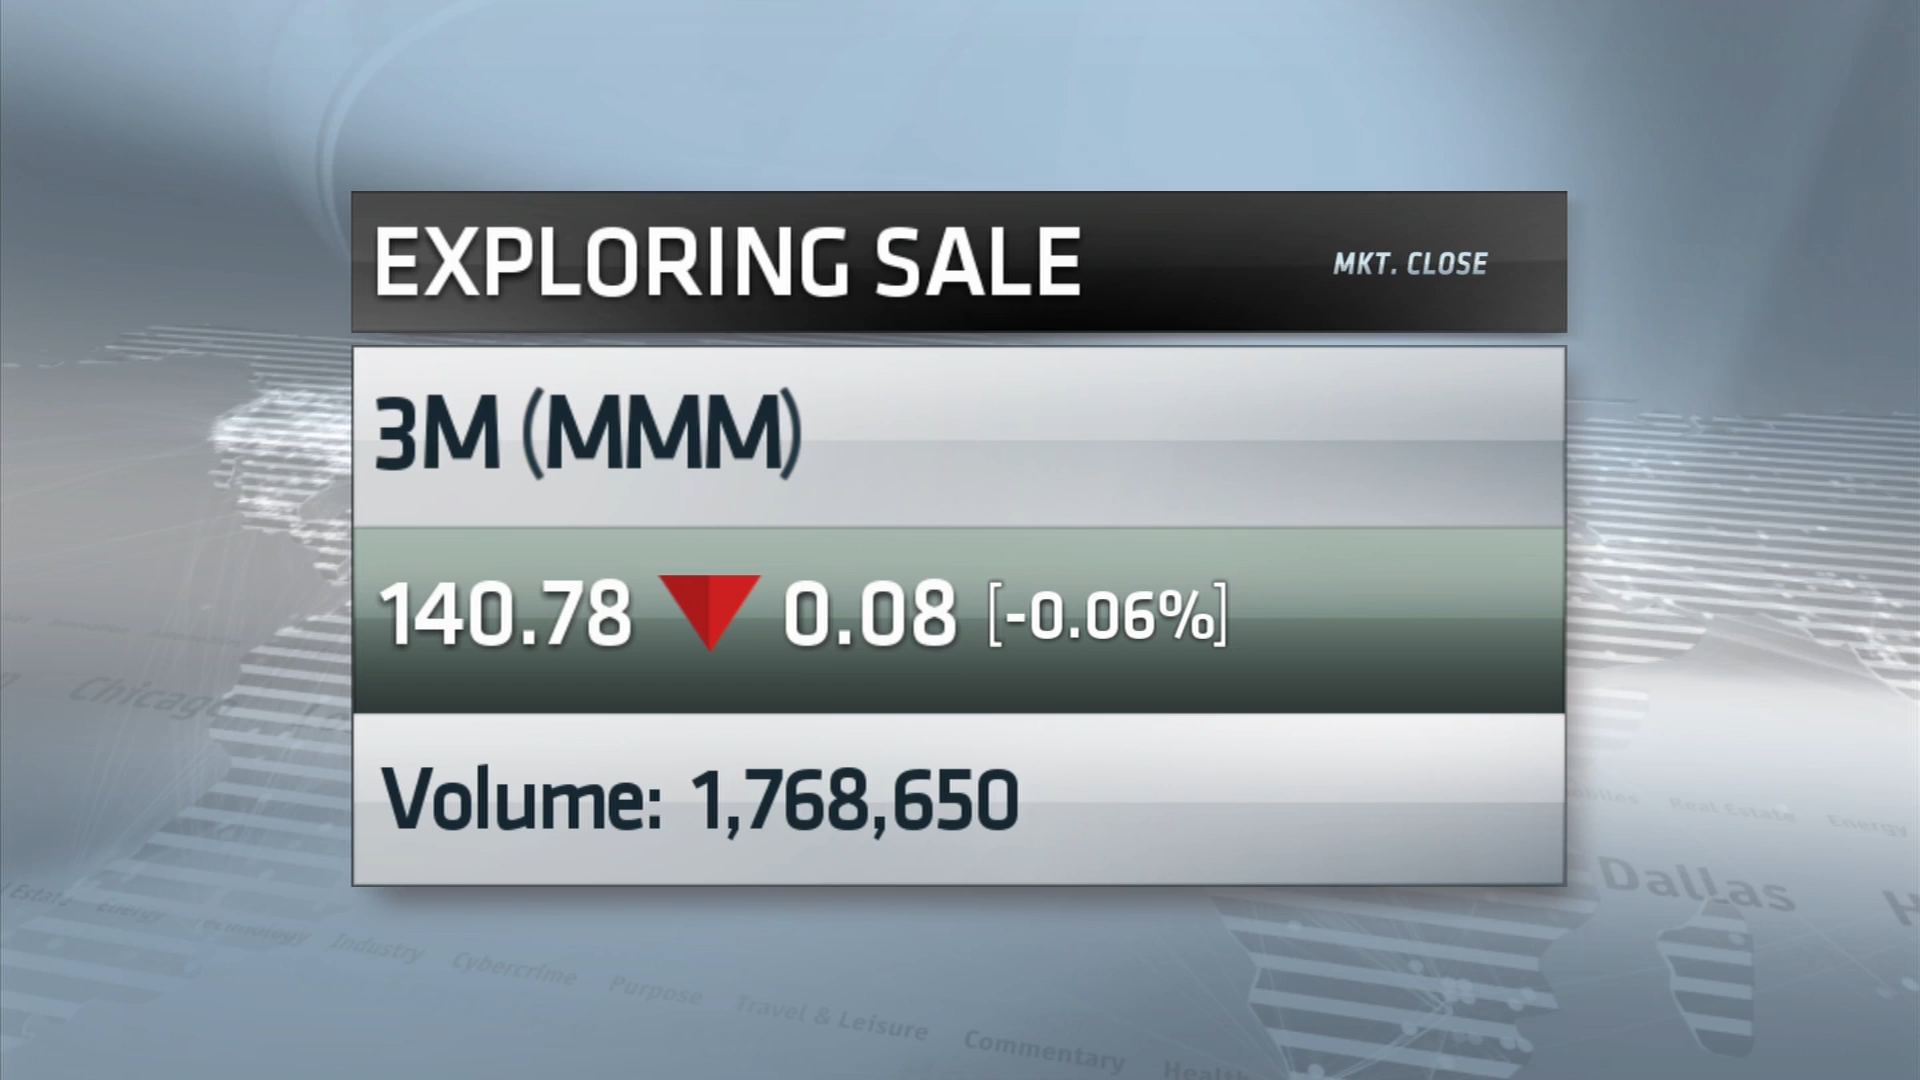 EXPLORING SALE
MKT. CLOSE
3M (MMM)
140.78 ▼ 0.08 [-0.06%]
Volume: 1,768,650
Chicago
Real Estate Energy
Dallas
Industry Cybercrime Purpose Travel & Leisure Commentary